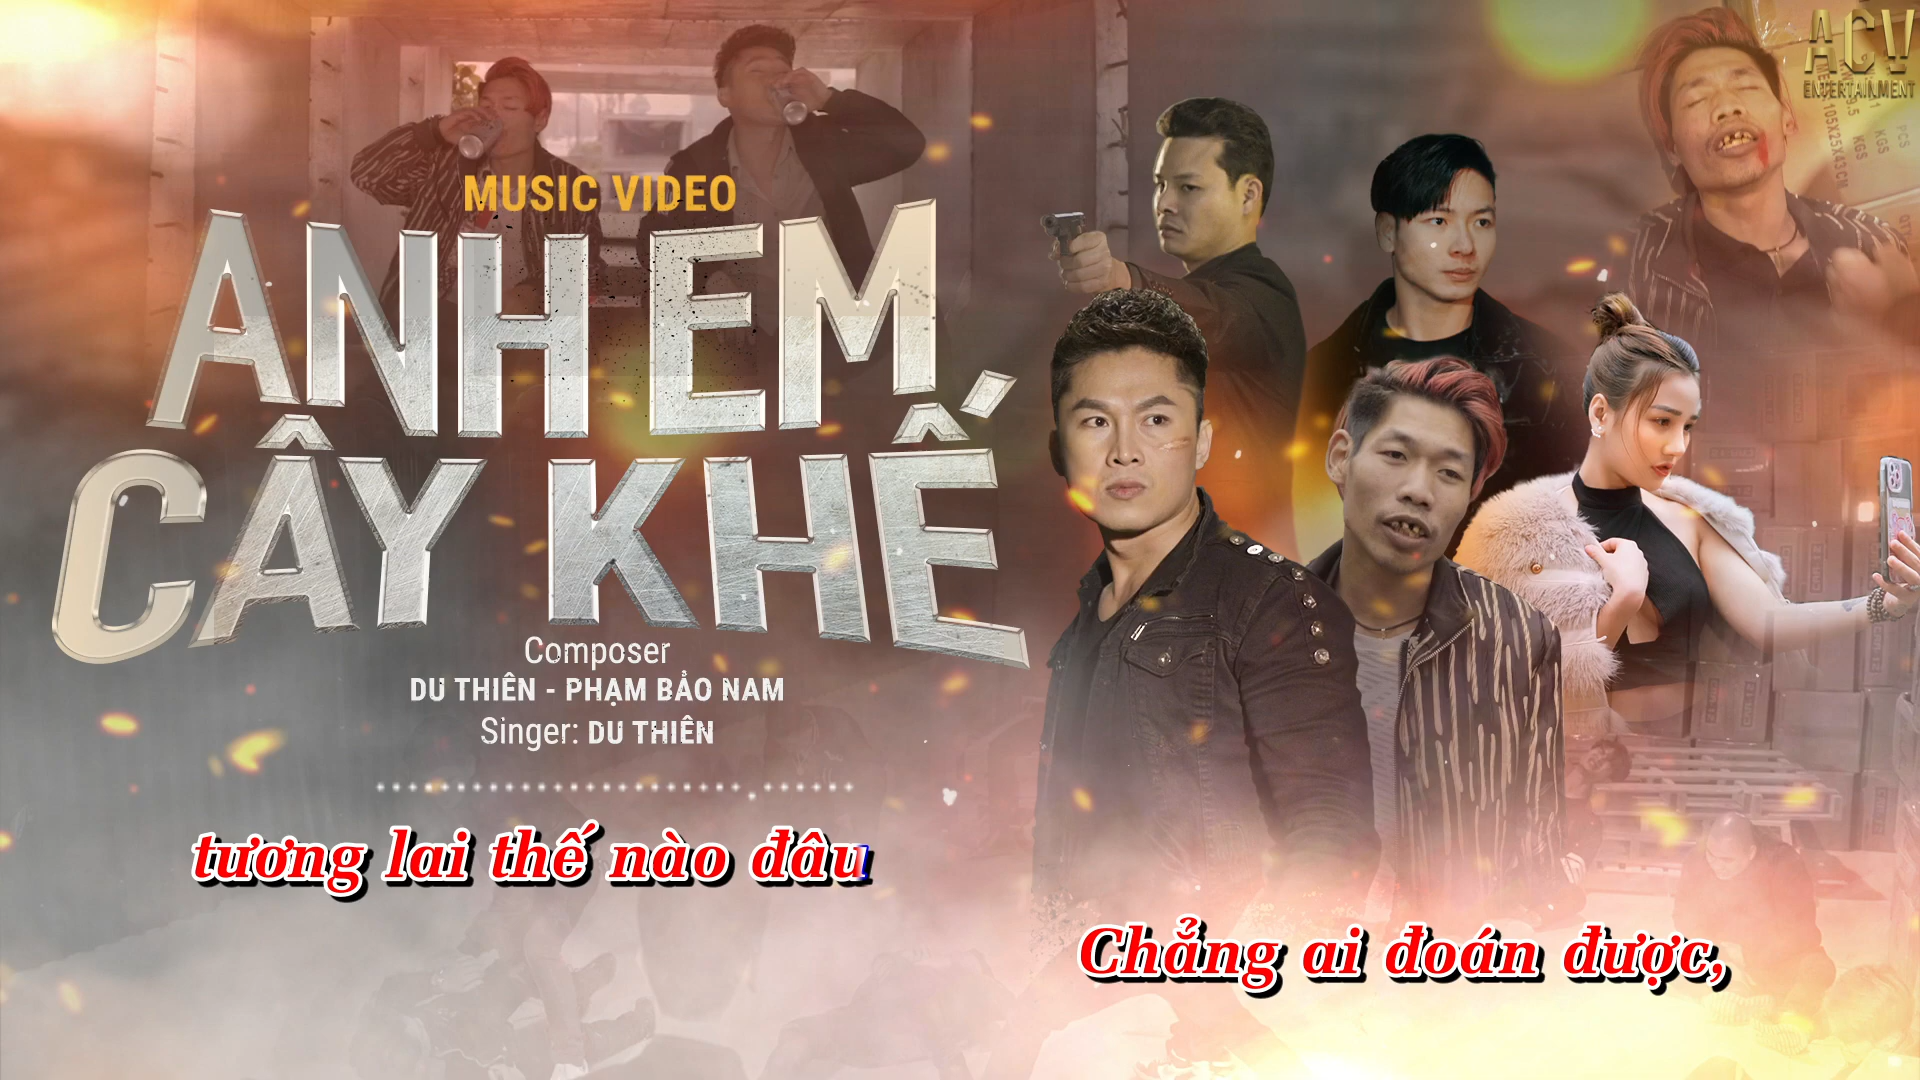 ACV
ENTERTAINMENT
MUSIC VIDEO
ANH EM
CÂY KHẾ
Composer
DU THIÊN - PHẠM BẢO NAM
Singer: DU THIÊN
tương lai thế nào đâu
Chẳng ai đoán được,